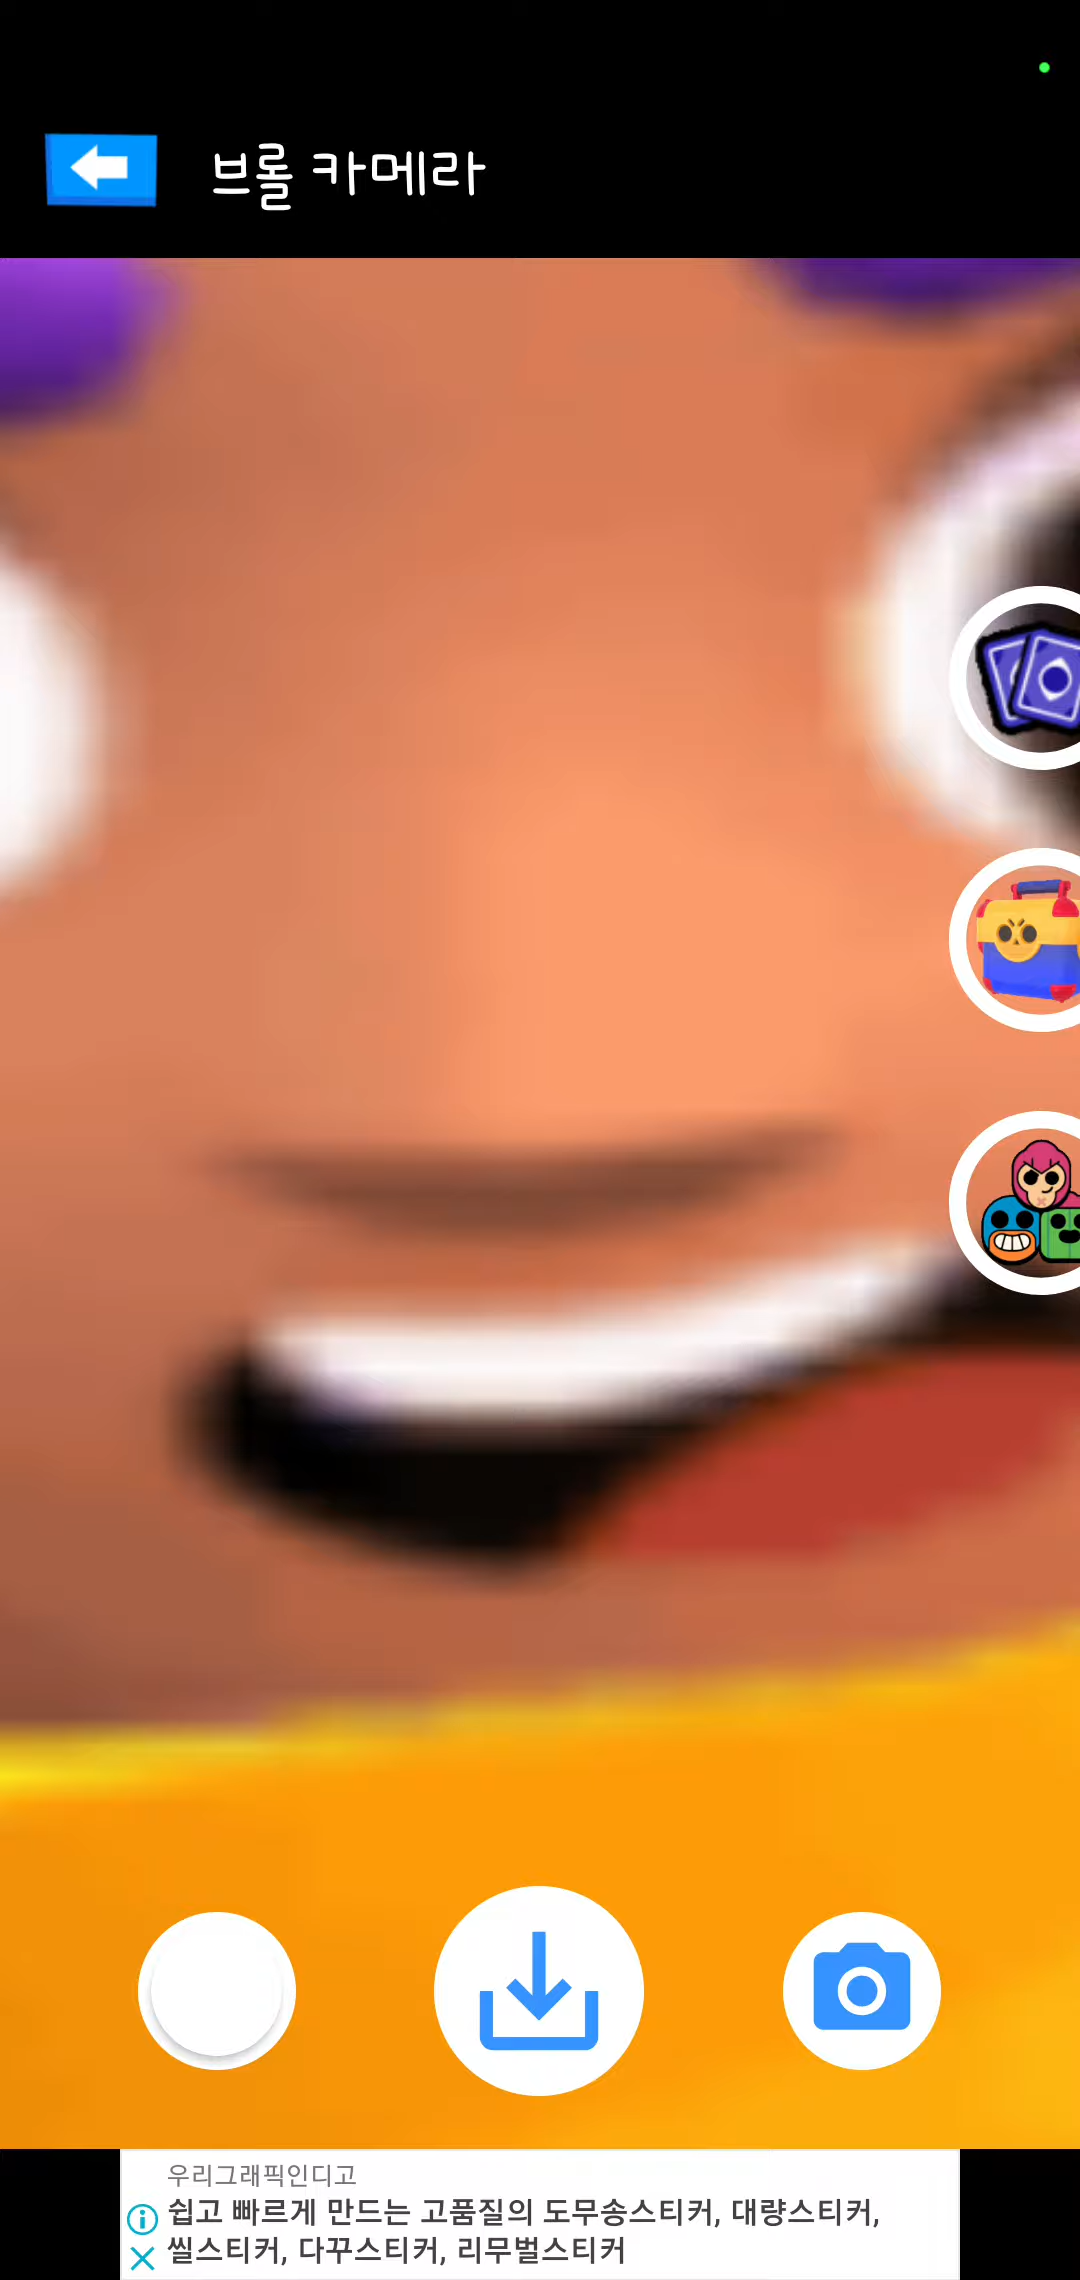 브롤 카메라
우리그래픽인디고
쉽고 빠르게 만드는 고품질의 도무송스티커, 대량스티커,
씰스티커, 다꾸스티커, 리무벌스티커